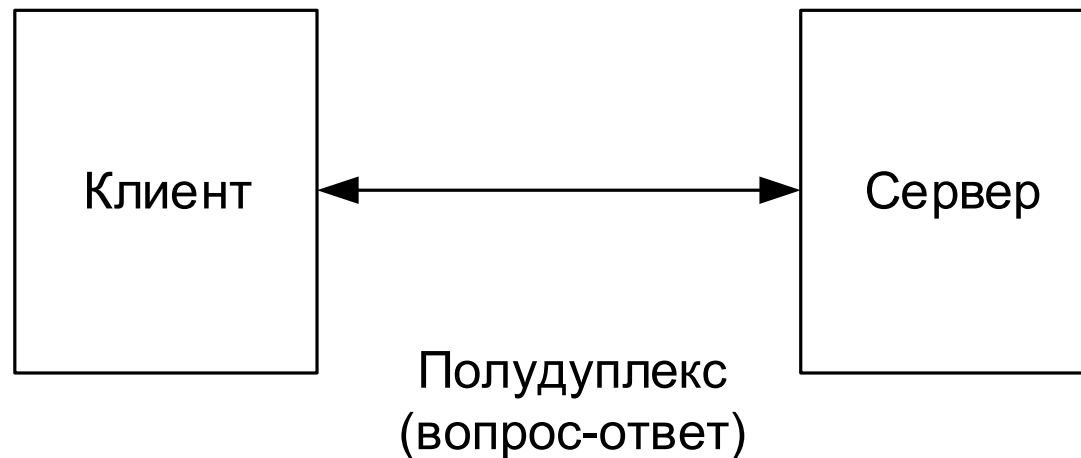 Клиент
Сервер
Полудуплекс
(вопрос-ответ)